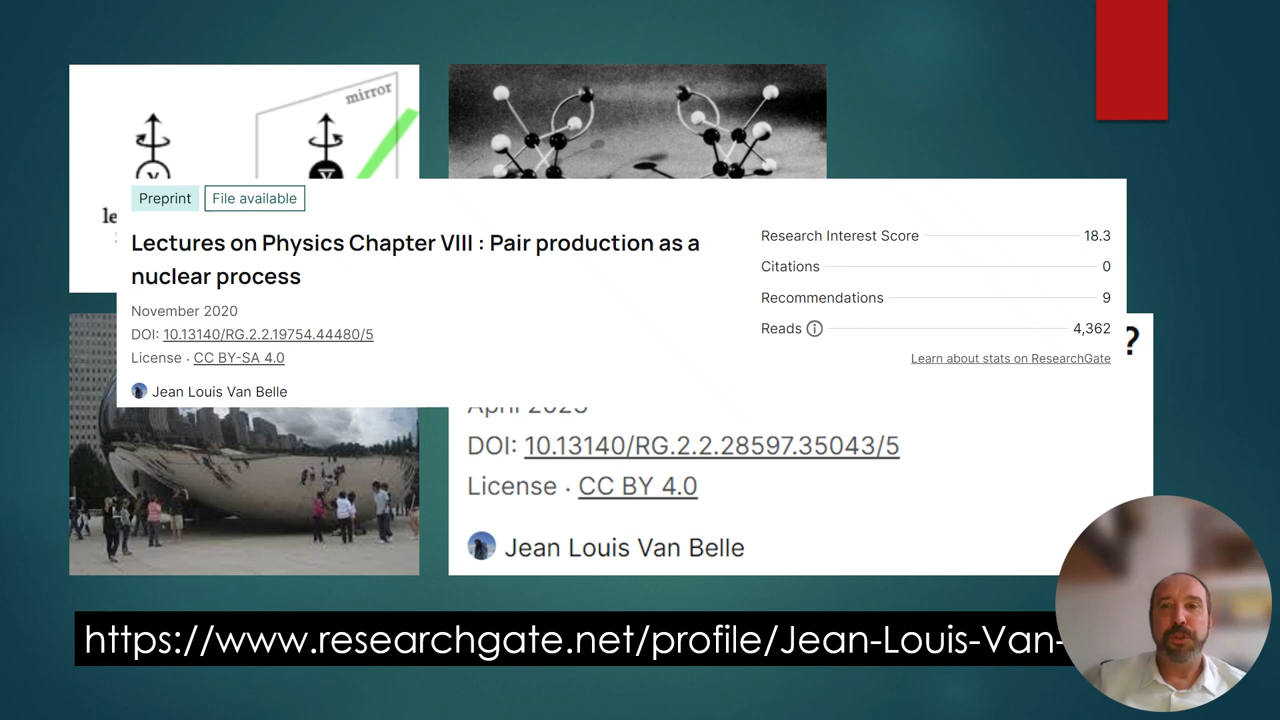 mirror
le
Preprint
File available
Lectures on Physics Chapter VIII : Pair production as a
nuclear process
November 2020
DOI: 10.13140/RG.2.2.19754.44480/5
License · CC BY-SA 4.0
Jean Louis Van Belle
Research Interest Score 18.3
Citations 0
Recommendations 9
Reads 4,362
Learn about stats on ResearchGate
?
DOI: 10.13140/RG.2.2.28597.35043/5
License · CC BY 4.0
Jean Louis Van Belle
https://www.researchgate.net/profile/Jean-Louis-Van-